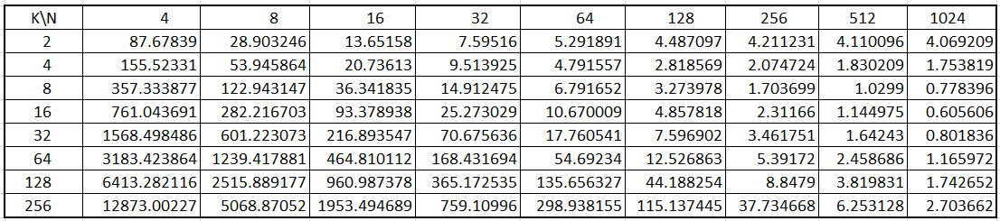 K\N 4 8 16 32 64 128 256 512 1024
2 87.67839 28.903246 13.65158 7.59516 5.291891 4.487097 4.211231 4.110096 4.069209
4 155.52331 53.945864 20.73613 9.513925 4.791557 2.818569 2.074724 1.830209 1.753819
8 357.333877 122.943147 36.341835 14.912475 6.791652 3.273978 1.703699 1.0299 0.778396
16 761.043691 282.216703 93.378938 25.273029 10.670009 4.857818 2.31166 1.144975 0.605606
32 1568.498486 601.223073 216.893547 70.675636 17.760541 7.596902 3.461751 1.64243 0.801836
64 3183.423864 1239.417881 464.810112 168.431694 54.69234 12.526863 5.39172 2.458686 1.165972
128 6413.282116 2515.889177 960.987378 365.172535 135.656327 44.188254 8.8479 3.819831 1.742652
256 12873.00227 5068.87052 1953.494689 759.10996 298.938155 115.137445 37.734668 6.253128 2.703662